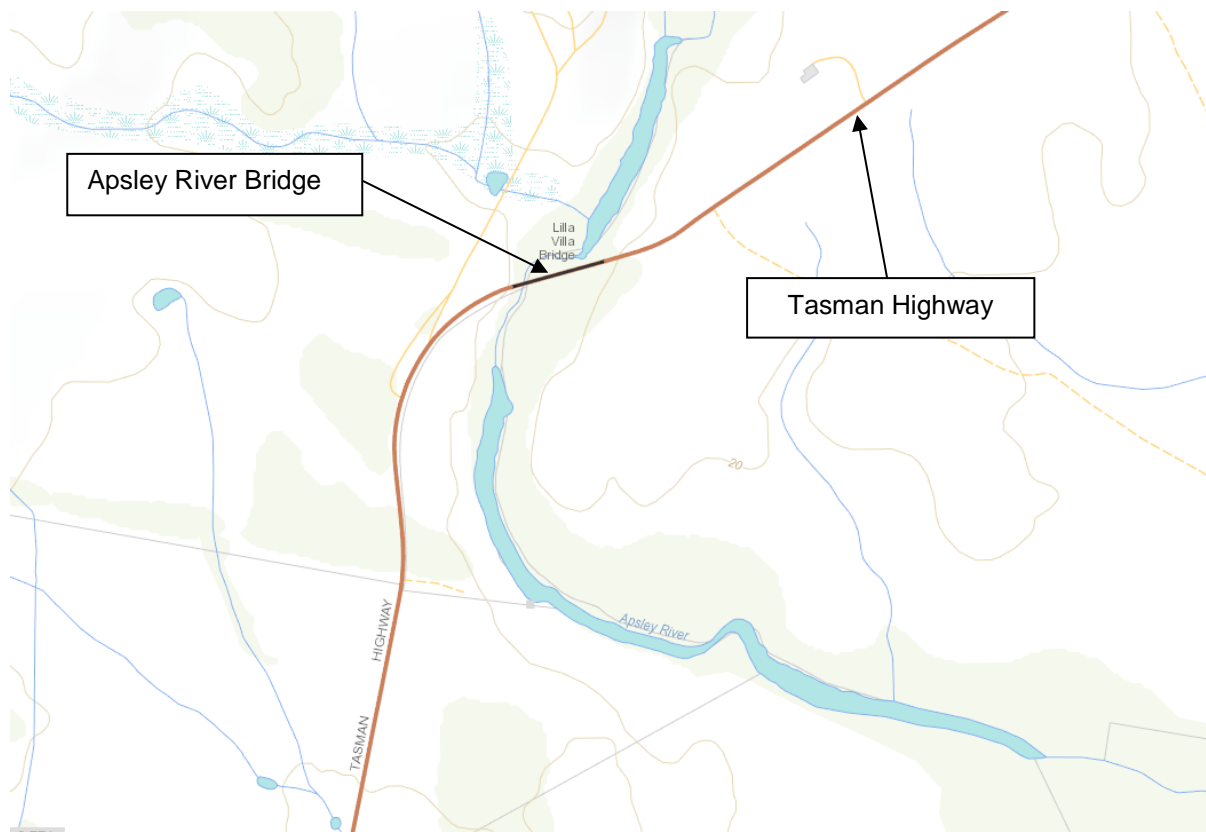 Apsley River Bridge
Lilla
Villa
Bridge
Tasman Highway
20
Apsley River
HIGHWAY
TASMAN